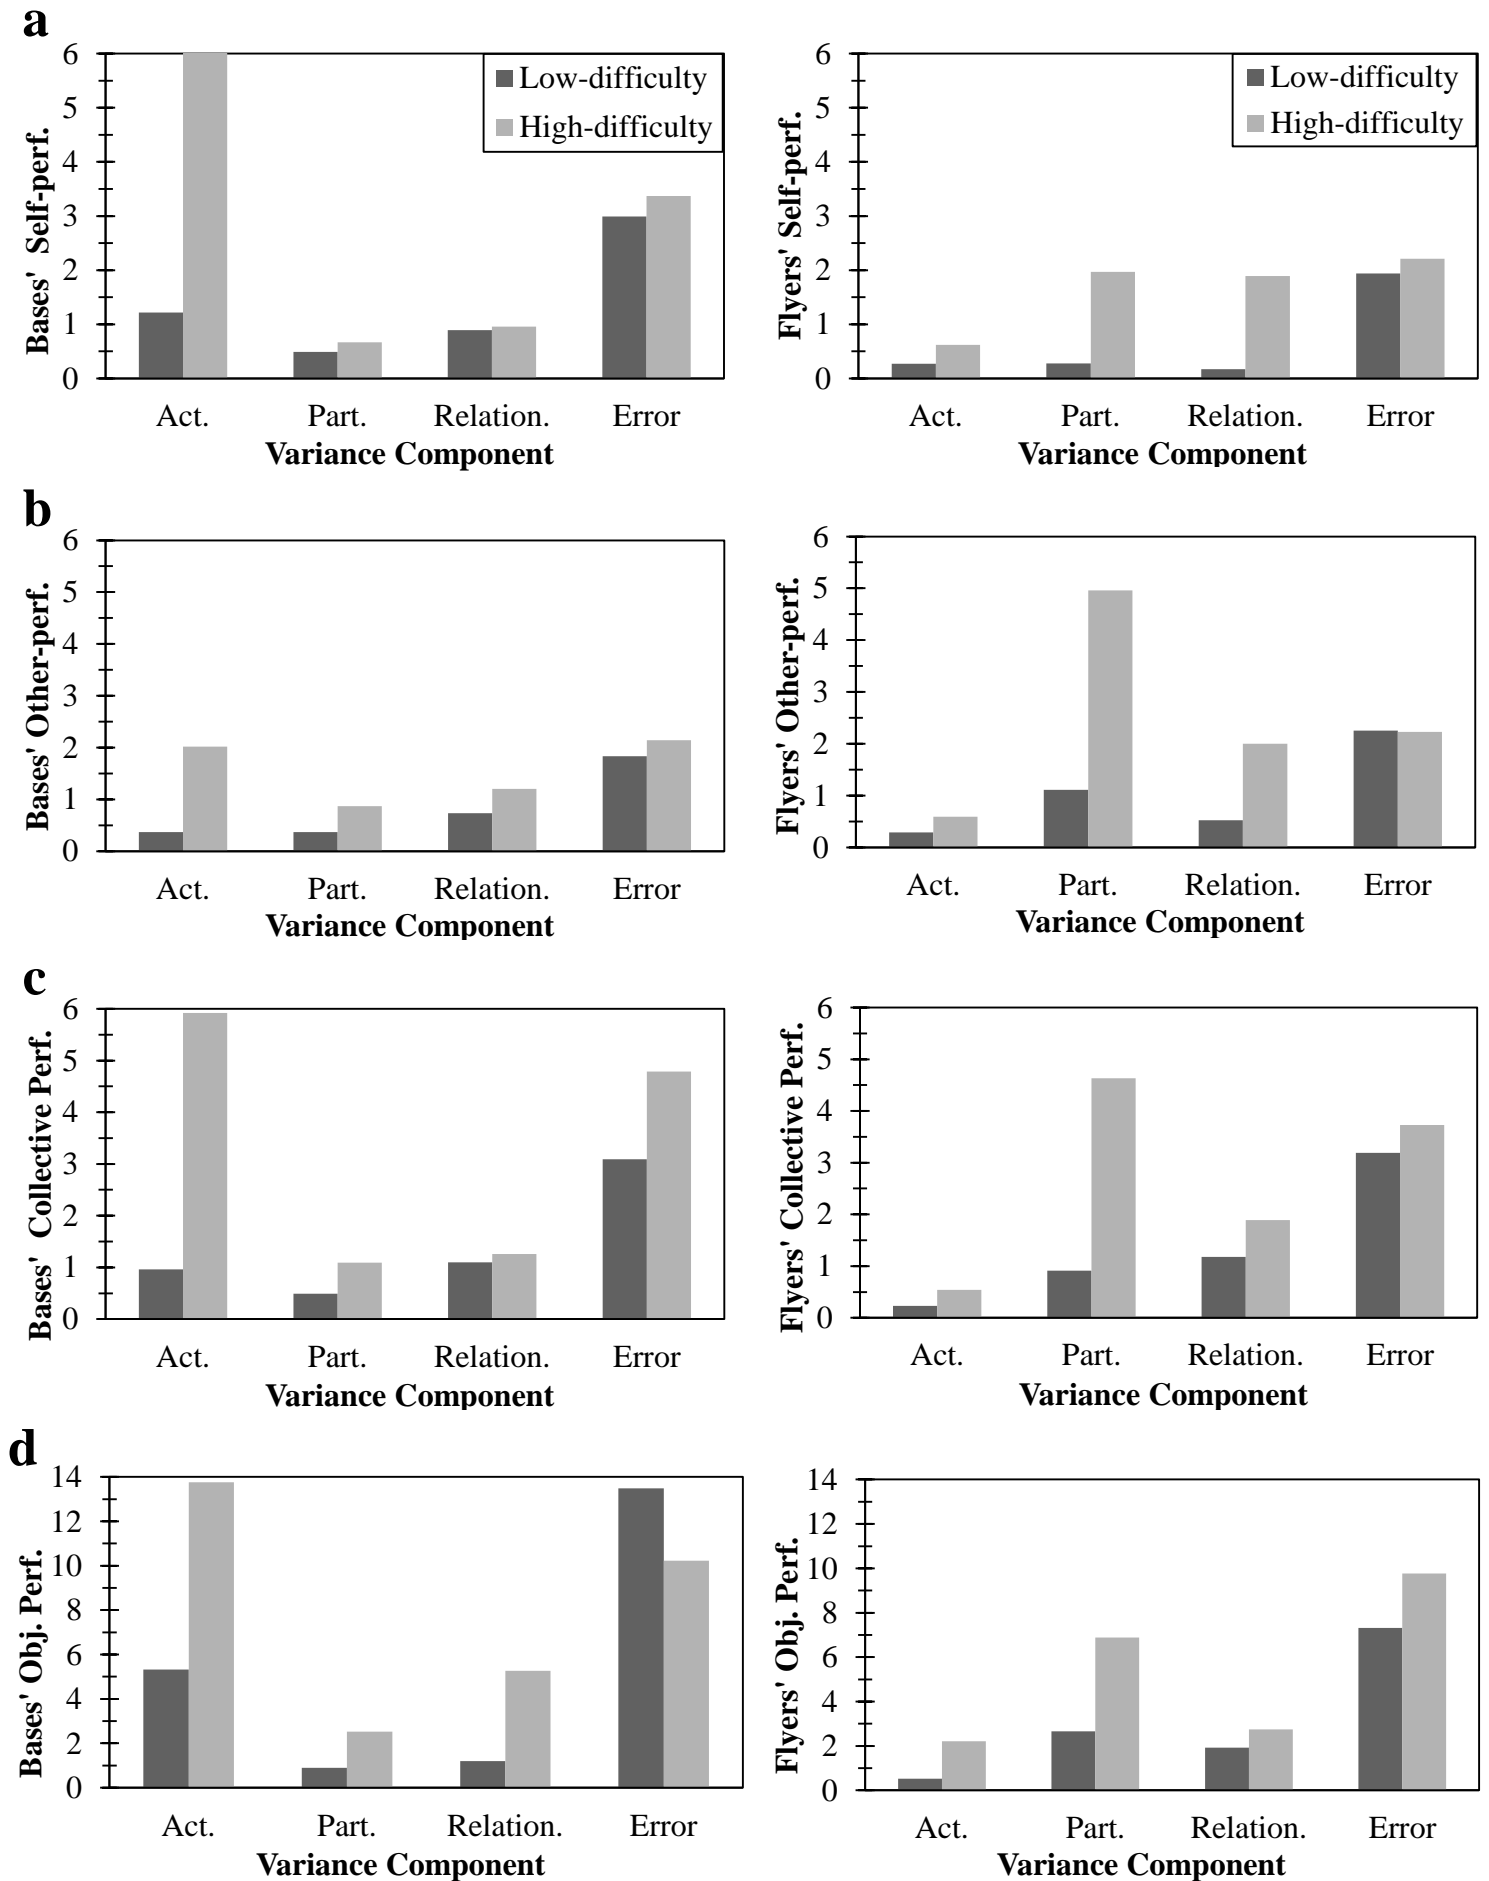 a
Bases' Self-perf.
6
5
4
3
2
1
0
Low-difficulty
High-difficulty
Act. Part. Relation. Error
Variance Component
Flyers' Self-perf.
6
5
4
3
2
1
0
Low-difficulty
High-difficulty
Act. Part. Relation. Error
Variance Component
b
Bases' Other-perf.
6
5
4
3
2
1
0
Act. Part. Relation. Error
Variance Component
Flyers' Other-perf.
6
5
4
3
2
1
0
Act. Part. Relation. Error
Variance Component
c
Bases' Collective Perf.
6
5
4
3
2
1
0
Act. Part. Relation. Error
Variance Component
Flyers' Collective Perf.
6
5
4
3
2
1
0
Act. Part. Relation. Error
Variance Component
d
Bases' Obj. Perf.
14
12
10
8
6
4
2
0
Act. Part. Relation. Error
Variance Component
Flyers' Obj. Perf.
14
12
10
8
6
4
2
0
Act. Part. Relation. Error
Variance Component